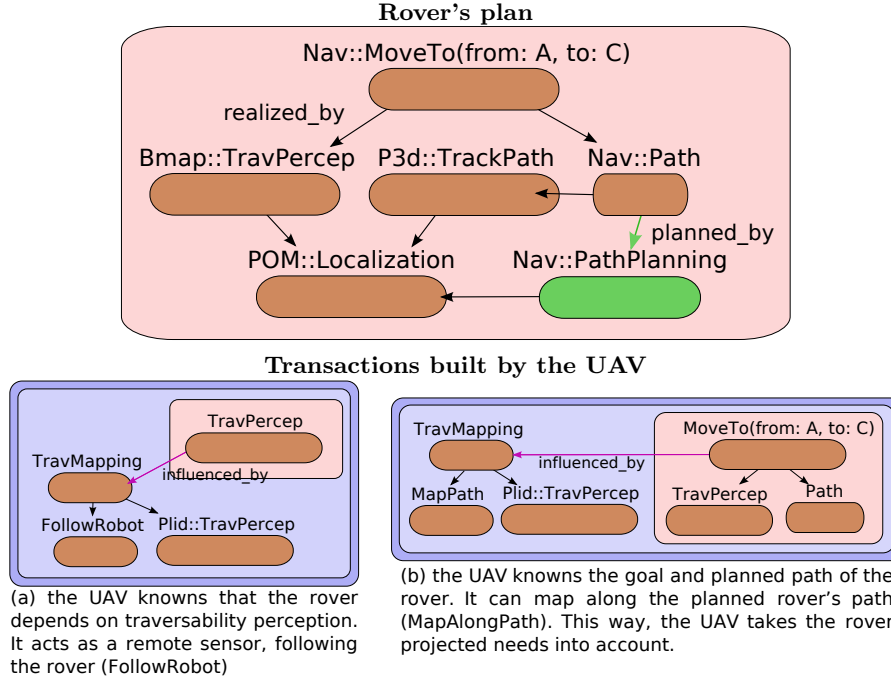 Rover's plan
Nav::MoveTo(from: A, to: C)
realized_by
Bmap::TravPercep P3d::TrackPath Nav::Path
planned_by
POM::Localization Nav::PathPlanning
Transactions built by the UAV
TravPercep
TravMapping
influenced_by
FollowRobot Plid::TravPercep
(a) the UAV knowns that the rover
depends on traversability perception.
It acts as a remote sensor, following
the rover (FollowRobot)
TravMapping
MoveTo(from: A, to: C)
influenced_by
MapPath Plid::TravPercep TravPercep Path
(b) the UAV knowns the goal and planned path of the
rover. It can map along the planned rover's path
(MapAlongPath). This way, the UAV takes the rover
projected needs into account.